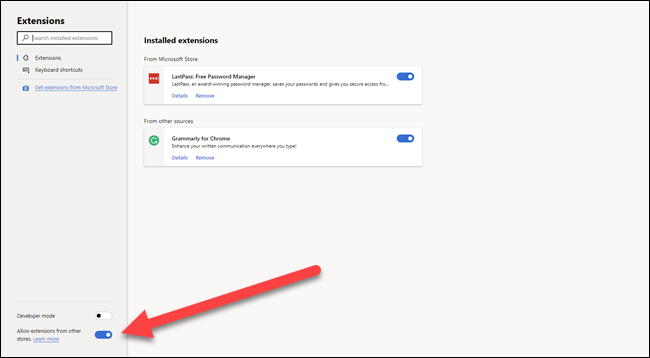 Extensions
Search installed extensions
Extensions
Keyboard shortcuts
Get extensions from Microsoft Store
Developer mode
Allow extensions from other
stores. Learn more
Installed extensions
From Microsoft Store
LastPass: Free Password Manager
LastPass, an award-winning password manager, saves your passwords and gives you secure access fro...
Details Remove
From other sources
Grammarly for Chrome
Enhance your written communication everywhere you type!
Details Remove